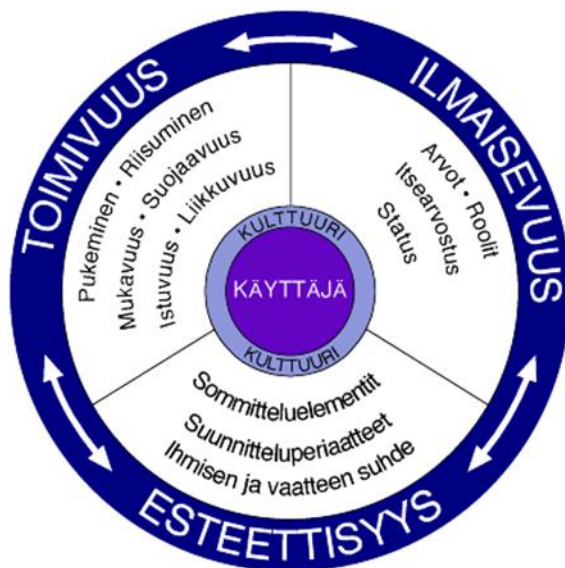 TOIMIVUUS
ILMAISEVUUS
Pukeminen • Riisuminen
Mukavuus • Suojaavuus
Istuvuus • Liikkuvuus
Arvot • Roolit
Itsearvostus
Status
KULTTUURI
KÄYTTÄJÄ
KULTTUURI
Sommitteluelementit
Suunnitteluperiaatteet
Ihmisen ja vaatteen suhde
ESTEETTISYYS